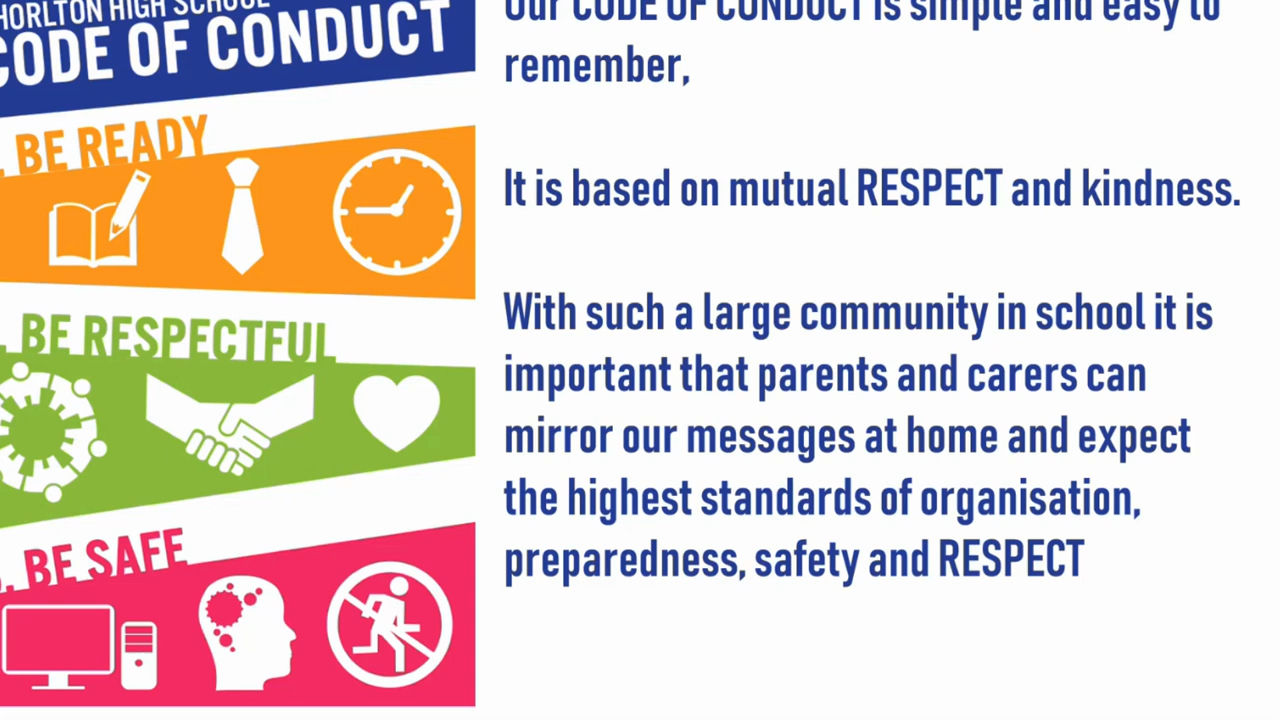 HORLTON HIGH SCHOOL
CODE OF CONDUCT
BE READY
BE RESPECTFUL
BE SAFE
Our CODE OF CONDUCT is simple and easy to
remember,
It is based on mutual RESPECT and kindness.
With such a large community in school it is
important that parents and carers can
mirror our messages at home and expect
the highest standards of organisation,
preparedness, safety and RESPECT